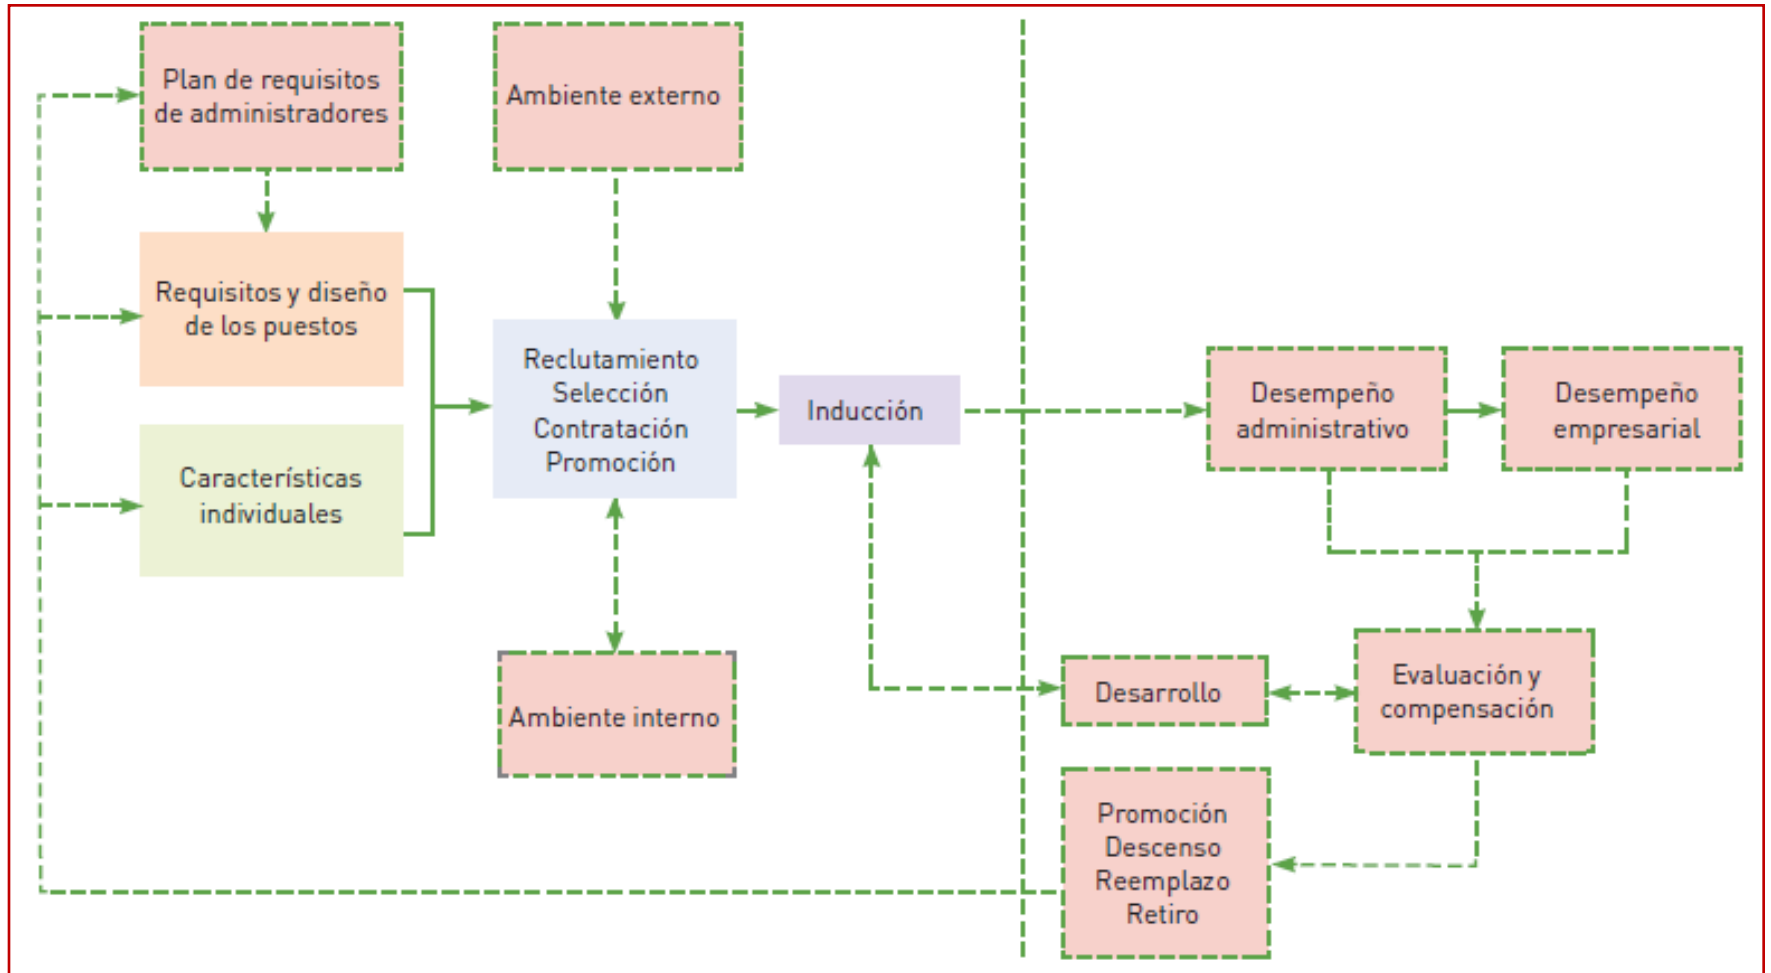 Plan de requisitos
de administradores
Ambiente externo
Requisitos y diseño
de los puestos
Característícas
individuales
Reclutamiento
Selección
Contratación
Promoción
Inducción
Ambiente interno
Desempeño
administrativo
Desempeño
empresarial
Desarrollo
Evaluación y
compensación
Promoción
Descenso
Reemplazo
Retiro